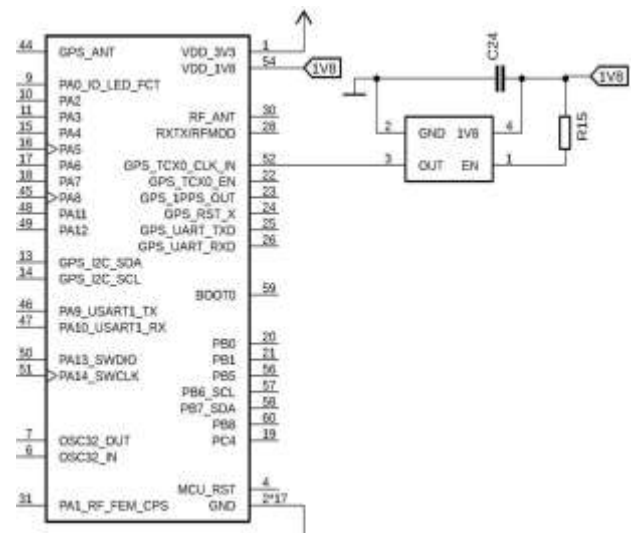 44 GPS_ANT VDD_3V3 1
VDD_1V8 54 1V8
9 PA0_IO_LED_FCT
10 PA2
11 PA3 RF_ANT 30
15 PA4 RXTX/RFMOD 28
16 PA5
17 PA6 GPS_TCXO_CLK_IN 52
18 PA7 GPS_TCXO_EN 22
45 PA8 GPS_1PPS_OUT 23
48 PA11 GPS_RST_X 24
49 PA12 GPS_UART_TXD 25
GPS_UART_RXD 26
13 GPS_I2C_SDA
14 GPS_I2C_SCL
BOOT0 59
46 PA9_USART1_TX
47 PA10_USART1_RX
PB0 20
50 PA13_SWDIO PB1 21
51 PA14_SWCLK PB5 56
PB6_SCL 57
PB7_SDA 58
PB8 60
7 OSC32_OUT PC4 19
6 OSC32_IN
MCU_RST 4
31 PA1_RF_FEM_CPS GND 2*17
C24
1V8
R15
2 GND 1V8 4
3 OUT EN 1